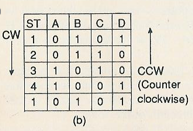 ST A B C D
CW
1 0 1 0 1
2 0 1 1 0
3 1 0 1 0
CCW
4 1 0 0 1
(Counter
1 0 1 0 1
clockwise)
(b)